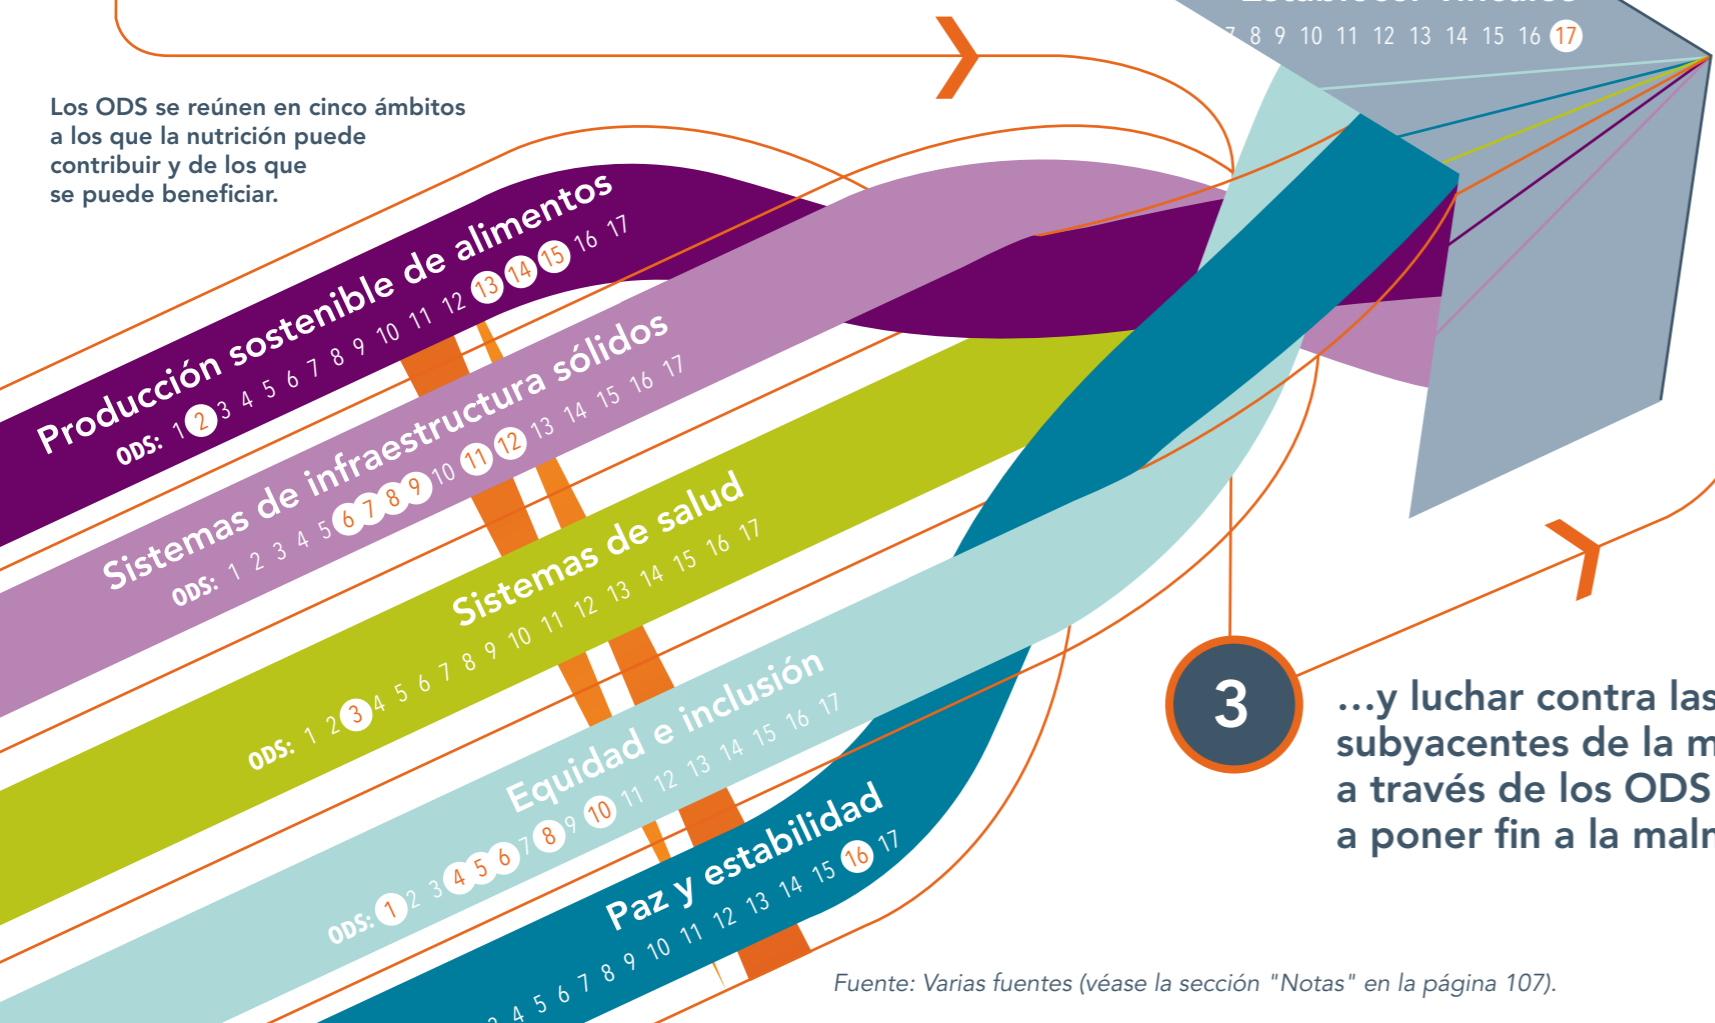 7 8 9 10 11 12 13 14 15 16 17
Los ODS se reúnen en cinco ámbitos
a los que la nutrición puede
contribuir y de los que
se puede beneficiar.
Producción sostenible de alimentos
ODS: 1 2 3 4 5 6 7 8 9 10 11 12 13 14 15 16 17
Sistemas de infraestructura sólidos
ODS: 1 2 3 4 5 6 7 8 9 10 11 12 13 14 15 16 17
Sistemas de salud
ODS: 1 2 3 4 5 6 7 8 9 10 11 12 13 14 15 16 17
Equidad e inclusión
ODS: 1 2 3 4 5 6 7 8 9 10 11 12 13 14 15 16 17
Paz y estabilidad
4 5 6 7 8 9 10 11 12 13 14 15 16 17
3
...y luchar contra las
subyacentes de la m
a través de los ODS
a poner fin a la maln
Fuente: Varias fuentes (véase la sección "Notas" en la página 107).